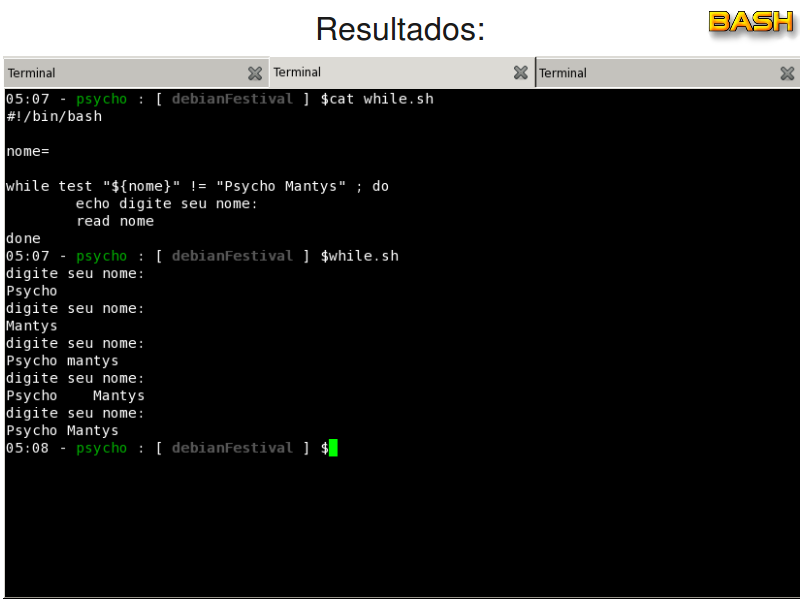 Resultados:
BASH
Terminal
Terminal
Terminal
05:07 - psycho : [ debianFestival ] $cat while.sh
#!/bin/bash
nome=
while test "${nome}" != "Psycho Mantys" ; do
        echo digite seu nome:
        read nome
done
05:07 - psycho : [ debianFestival ] $while.sh
digite seu nome:
Psycho
digite seu nome:
Mantys
digite seu nome:
Psycho mantys
digite seu nome:
Psycho    Mantys
digite seu nome:
Psycho Mantys
05:08 - psycho : [ debianFestival ] $